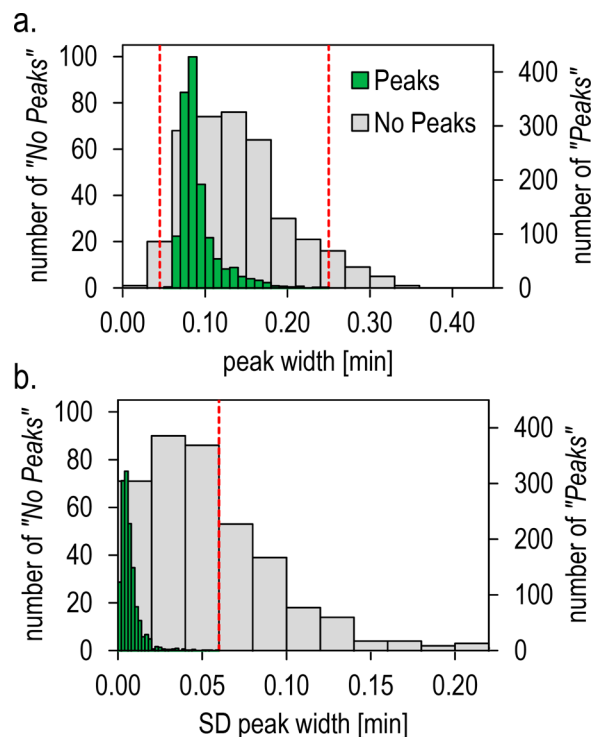 a.
number of "No Peaks"
100
80
60
40
20
0
Peaks
No Peaks
400
300
200
100
0
number of "Peaks"
0.00 0.10 0.20 0.30 0.40
peak width [min]
b.
number of "No Peaks"
100
80
60
40
20
0
400
300
200
100
0
number of "Peaks"
0.00 0.05 0.10 0.15 0.20
SD peak width [min]